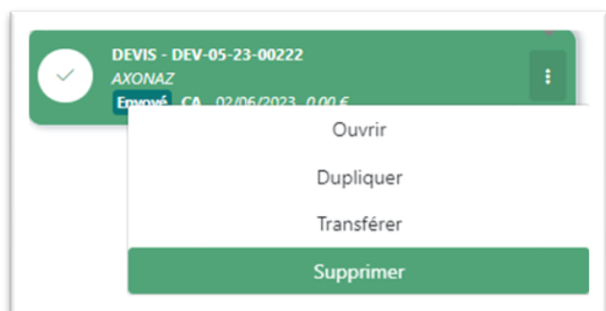 DEVIS - DEV-05-23-00222
AXONAZ
Envoyé CA 02/06/2023 0,00 €
Ouvrir
Dupliquer
Transférer
Supprimer